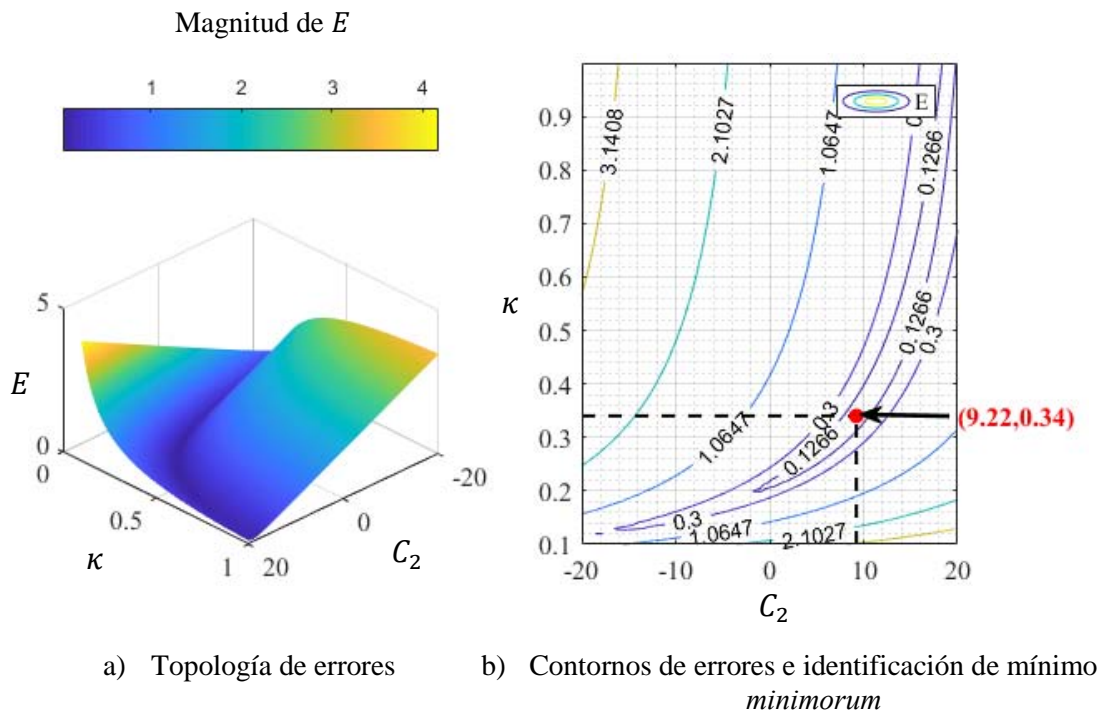 Magnitud de E
1 2 3 4
5
E
0
0
0.5
κ
1 20
0
C₂
-20
E
0.9
0.8
0.7
0.6
κ
0.5
0.4
0.3
0.2
0.1
-20 -10 0 10 20
C₂
3.1408
2.1027
1.0647
0.1266
0.1266
0.3
0.3
0.1266
1.0647
0.3
1.0647
2.1027
(9.22,0.34)
a) Topología de errores
b) Contornos de errores e identificación de mínimo
minimorum